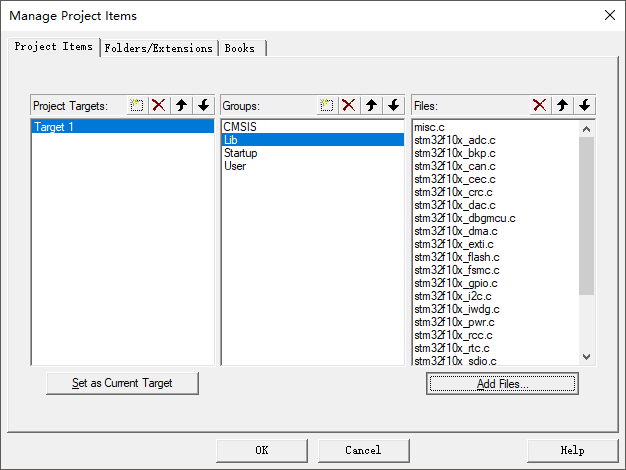 Manage Project Items
Project Items Folders/Extensions Books
Project Targets: Groups: Files:
Target 1
CMSIS
Lib
Startup
User
misc.c
stm32f10x_adc.c
stm32f10x_bkp.c
stm32f10x_can.c
stm32f10x_cec.c
stm32f10x_crc.c
stm32f10x_dac.c
stm32f10x_dbgmcu.c
stm32f10x_dma.c
stm32f10x_exti.c
stm32f10x_flash.c
stm32f10x_fsmc.c
stm32f10x_gpio.c
stm32f10x_i2c.c
stm32f10x_iwdg.c
stm32f10x_pwr.c
stm32f10x_rcc.c
stm32f10x_rtc.c
stm32f10x_sdio.c
Set as Current Target Add Files...
OK Cancel Help